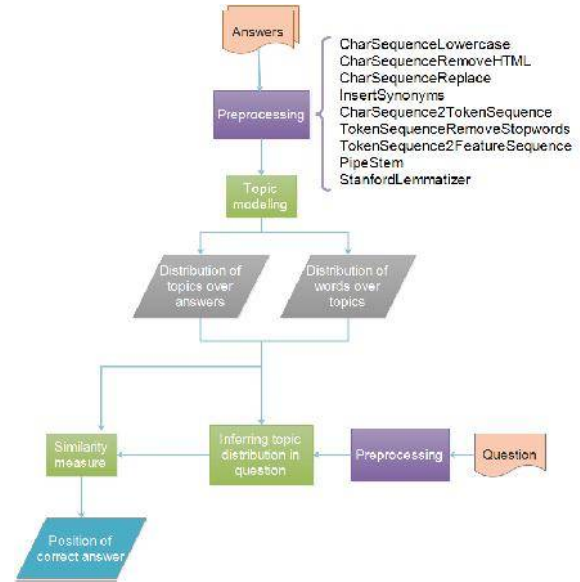 Answers
CharSequenceLowercase
CharSequenceRemoveHTML
CharSequenceReplace
InsertSynonyms
CharSequence2TokenSequence
TokenSequenceRemoveStopwords
TokenSequence2FeatureSequence
PipeStem
StanfordLemmatizer
Preprocessing
Topic
modeling
Distribution of
topics over
answers
Distribution of
words over
topics
Similarity
measure
Inferring topic
distribution in
question
Preprocessing
Question
Position of
correct answer